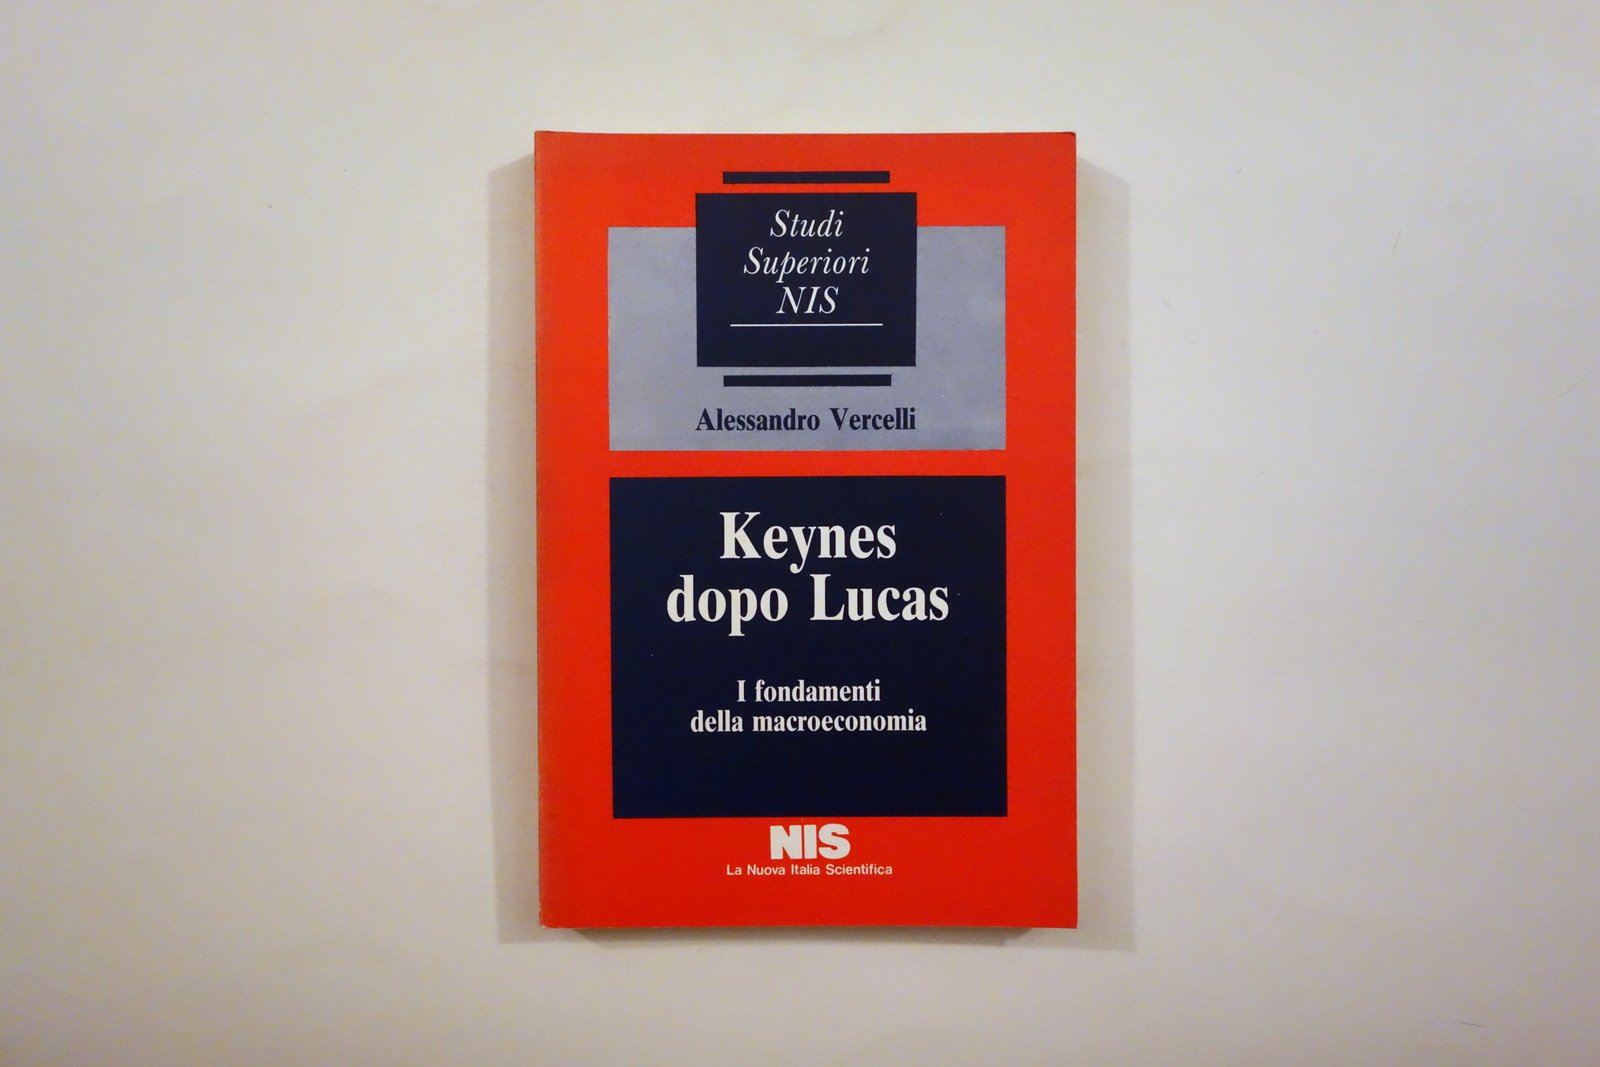 Studi
Superiori
NIS
Alessandro Vercelli
Keynes
dopo Lucas
I fondamenti
della macroeconomia
NIS
La Nuova Italia Scientifica